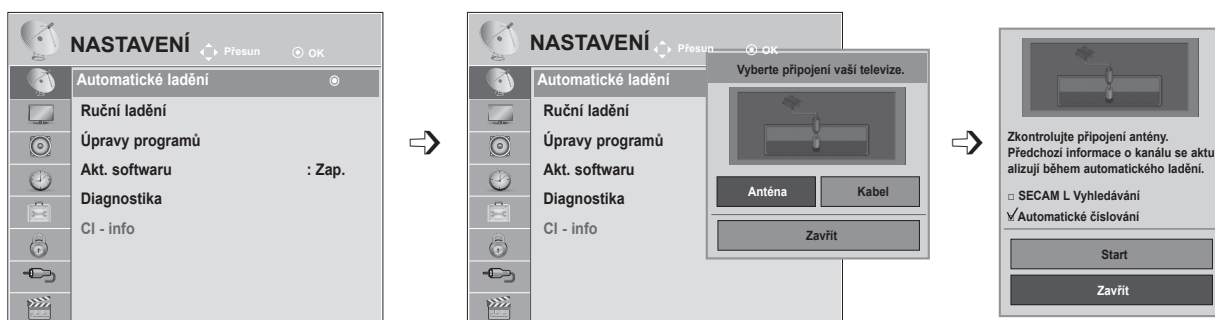 NASTAVENÍ Přesun OK
Automatické ladění
Ruční ladění
Úpravy programů
Akt. softwaru : Zap.
Diagnostika
CI - info
NASTAVENÍ Přesun OK
Automatické ladění
Ruční ladění
Úpravy programů
Akt. softwaru
Diagnostika
CI - info
Vyberte připojení vaší televize.
Anténa Kabel
Zavřít
Zkontrolujte připojení antény.
Předchozí informace o kanálu se aktu
alizují během automatického ladění.
SECAM L Vyhledávání
Automatické číslování
Start
Zavřít